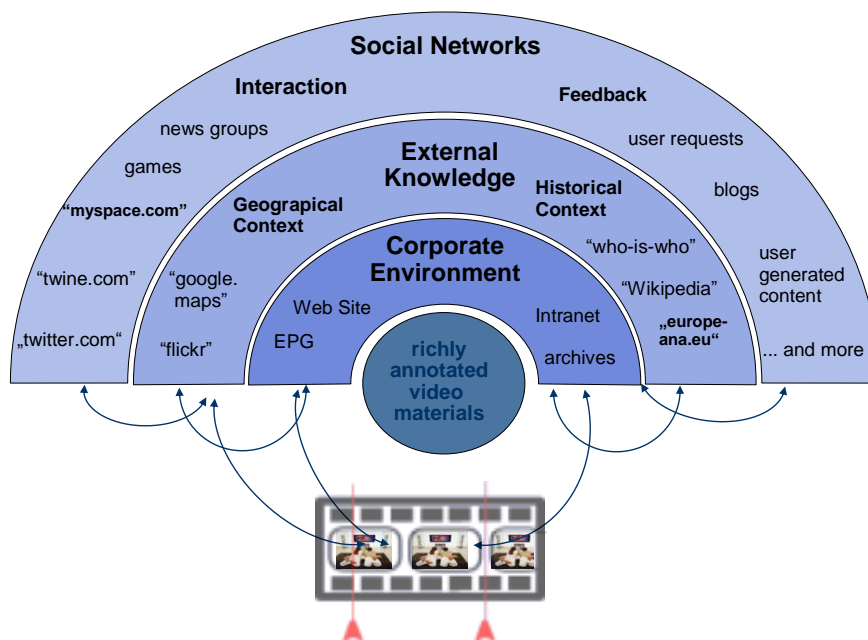 Social Networks
Interaction
Feedback
news groups
user requests
games
blogs
“myspace.com”
“twine.com”
user
generated
content
„twitter.com“
... and more
External
Knowledge
Geograpical
Context
Historical
Context
“google.
maps”
“who-is-who”
“Wikipedia”
“flickr”
„europe-
ana.eu“
Corporate
Environment
Web Site
Intranet
EPG
archives
richly
annotated
video
materials